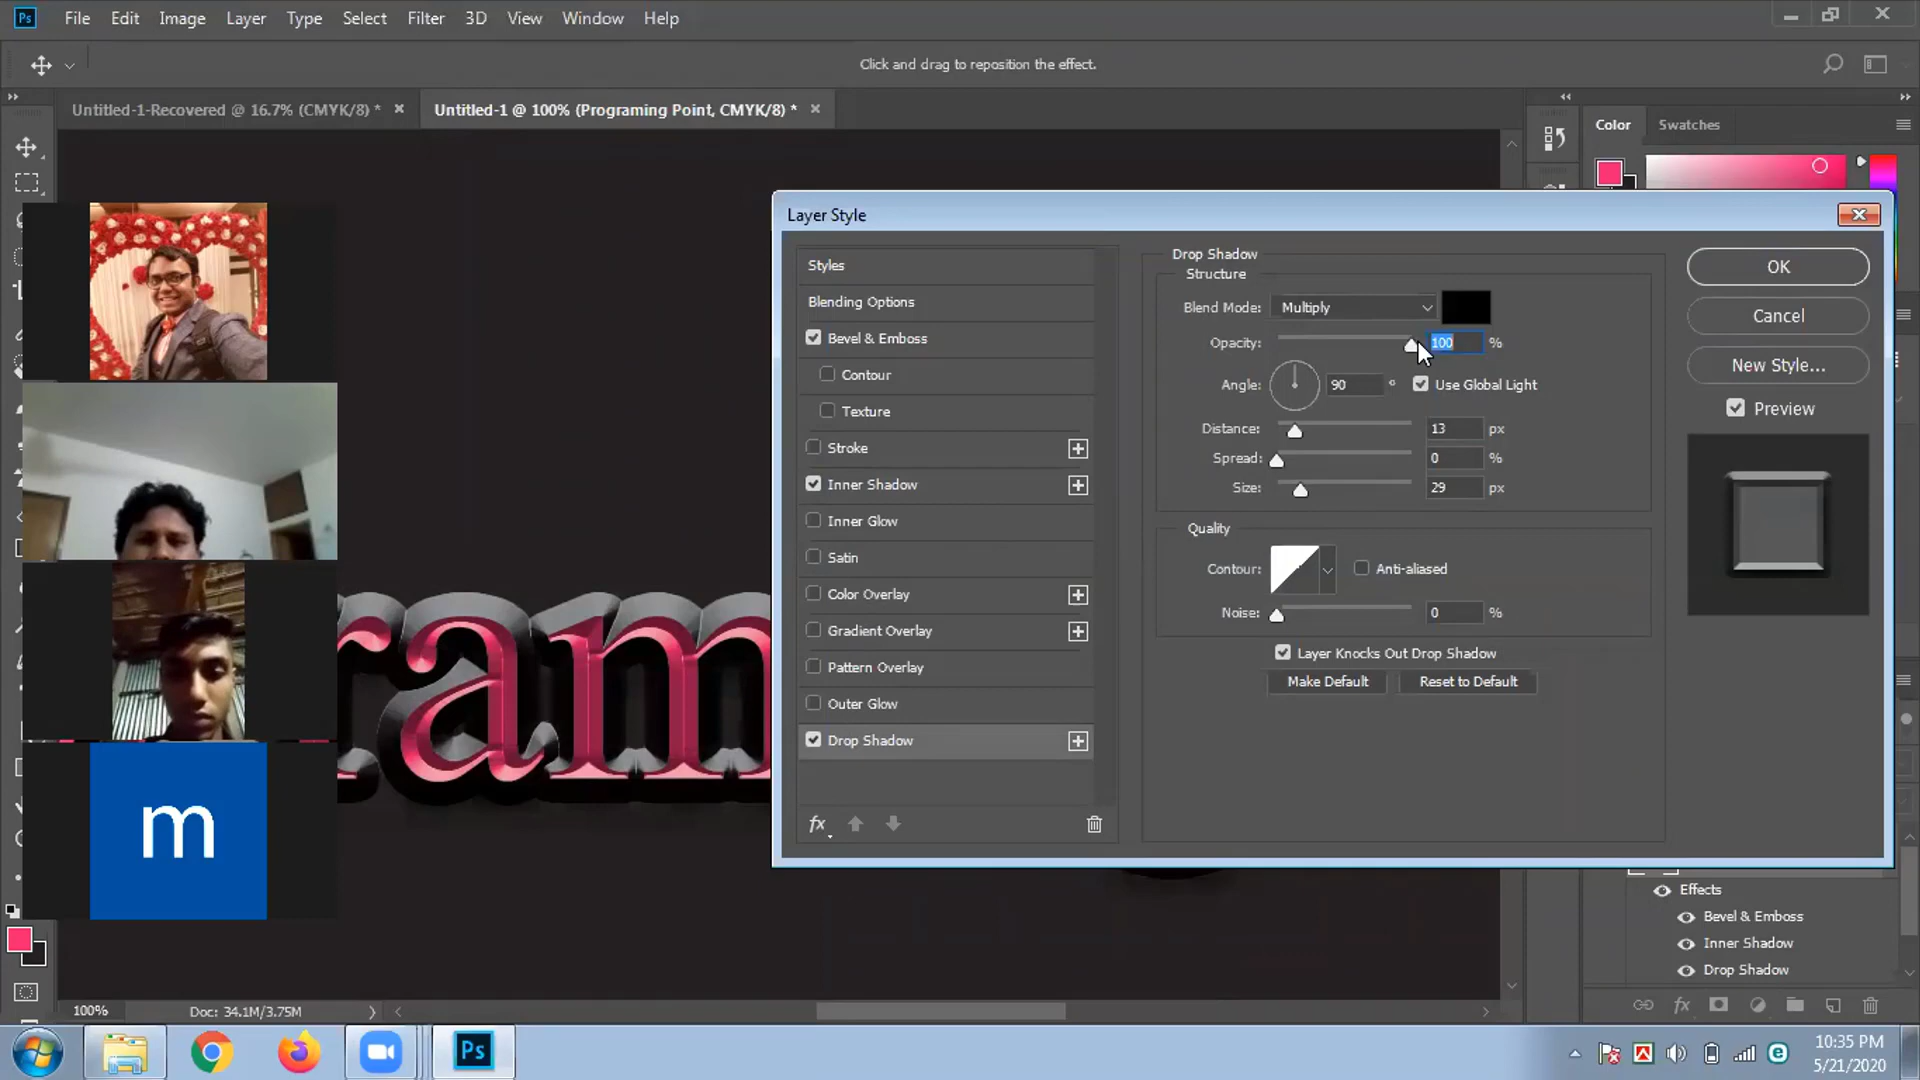 Ps File Edit Image Layer Type Select Filter 3D View Window Help
Click and drag to reposition the effect.
Untitled-1-Recovered @ 16.7% (CMYK/8) *
Untitled-1 @ 100% (Programing Point, CMYK/8) *
Color Swatches
Layer Style
Styles
Blending Options
Bevel & Emboss
Contour
Texture
Stroke
Inner Shadow
Inner Glow
Satin
Color Overlay
Gradient Overlay
Pattern Overlay
Outer Glow
Drop Shadow
fx
Drop Shadow
Structure
Blend Mode: Multiply
Opacity: 100 %
Angle: 90 ° Use Global Light
Distance: 13 px
Spread: 0 %
Size: 29 px
Quality
Contour: Anti-aliased
Noise: 0 %
Layer Knocks Out Drop Shadow
Make Default Reset to Default
OK
Cancel
New Style...
Preview
ram
m
Effects
Bevel & Emboss
Inner Shadow
Drop Shadow
fx
100% Doc: 34.1M/3.75M
Ps
10:35 PM
5/21/2020